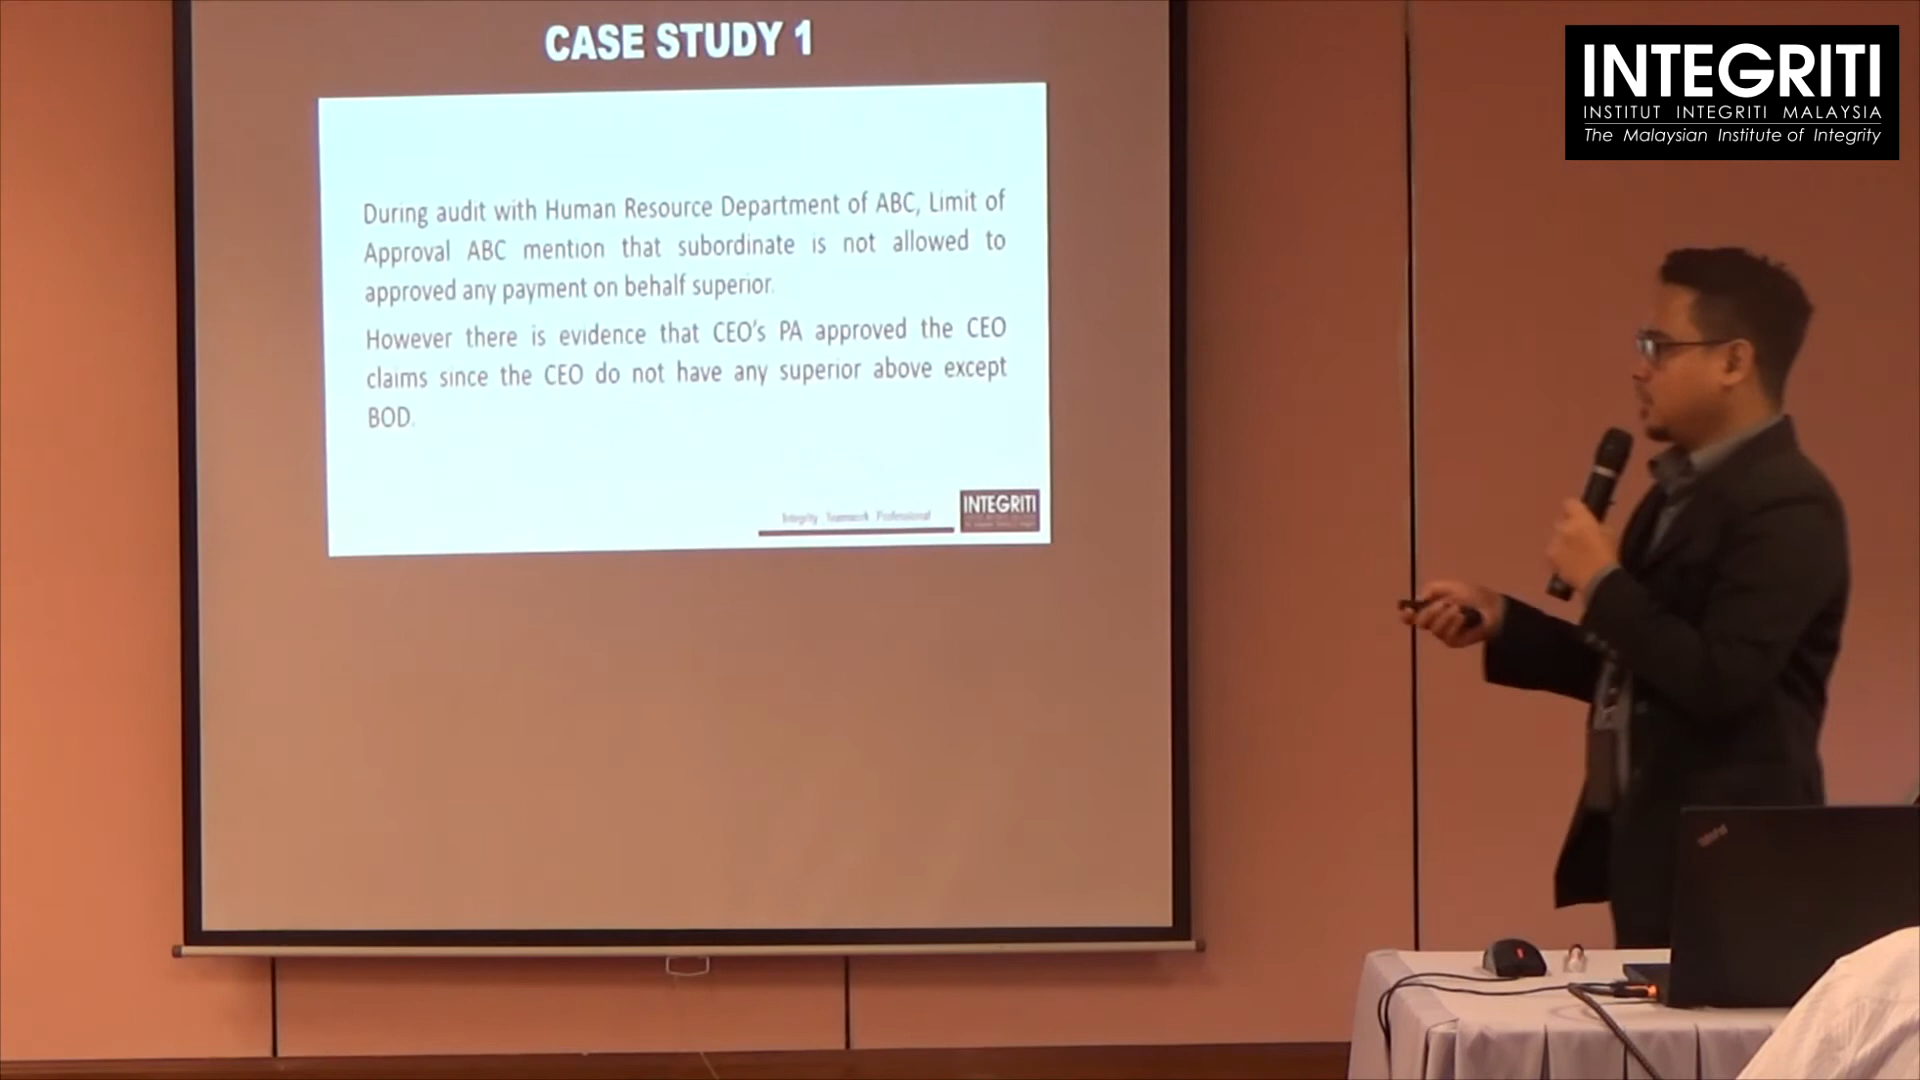 CASE STUDY 1
INTEGRITI
INSTITUT INTEGRITI MALAYSIA
The Malaysian Institute of Integrity
During audit with Human Resource Department of ABC, Limit of
Approval ABC mention that subordinate is not allowed to
approved any payment on behalf superior.
However there is evidence that CEO's PA approved the CEO
claims since the CEO do not have any superior above except
BOD.
Integrity Teamwork Professional
INTEGRITI
ThinkPad